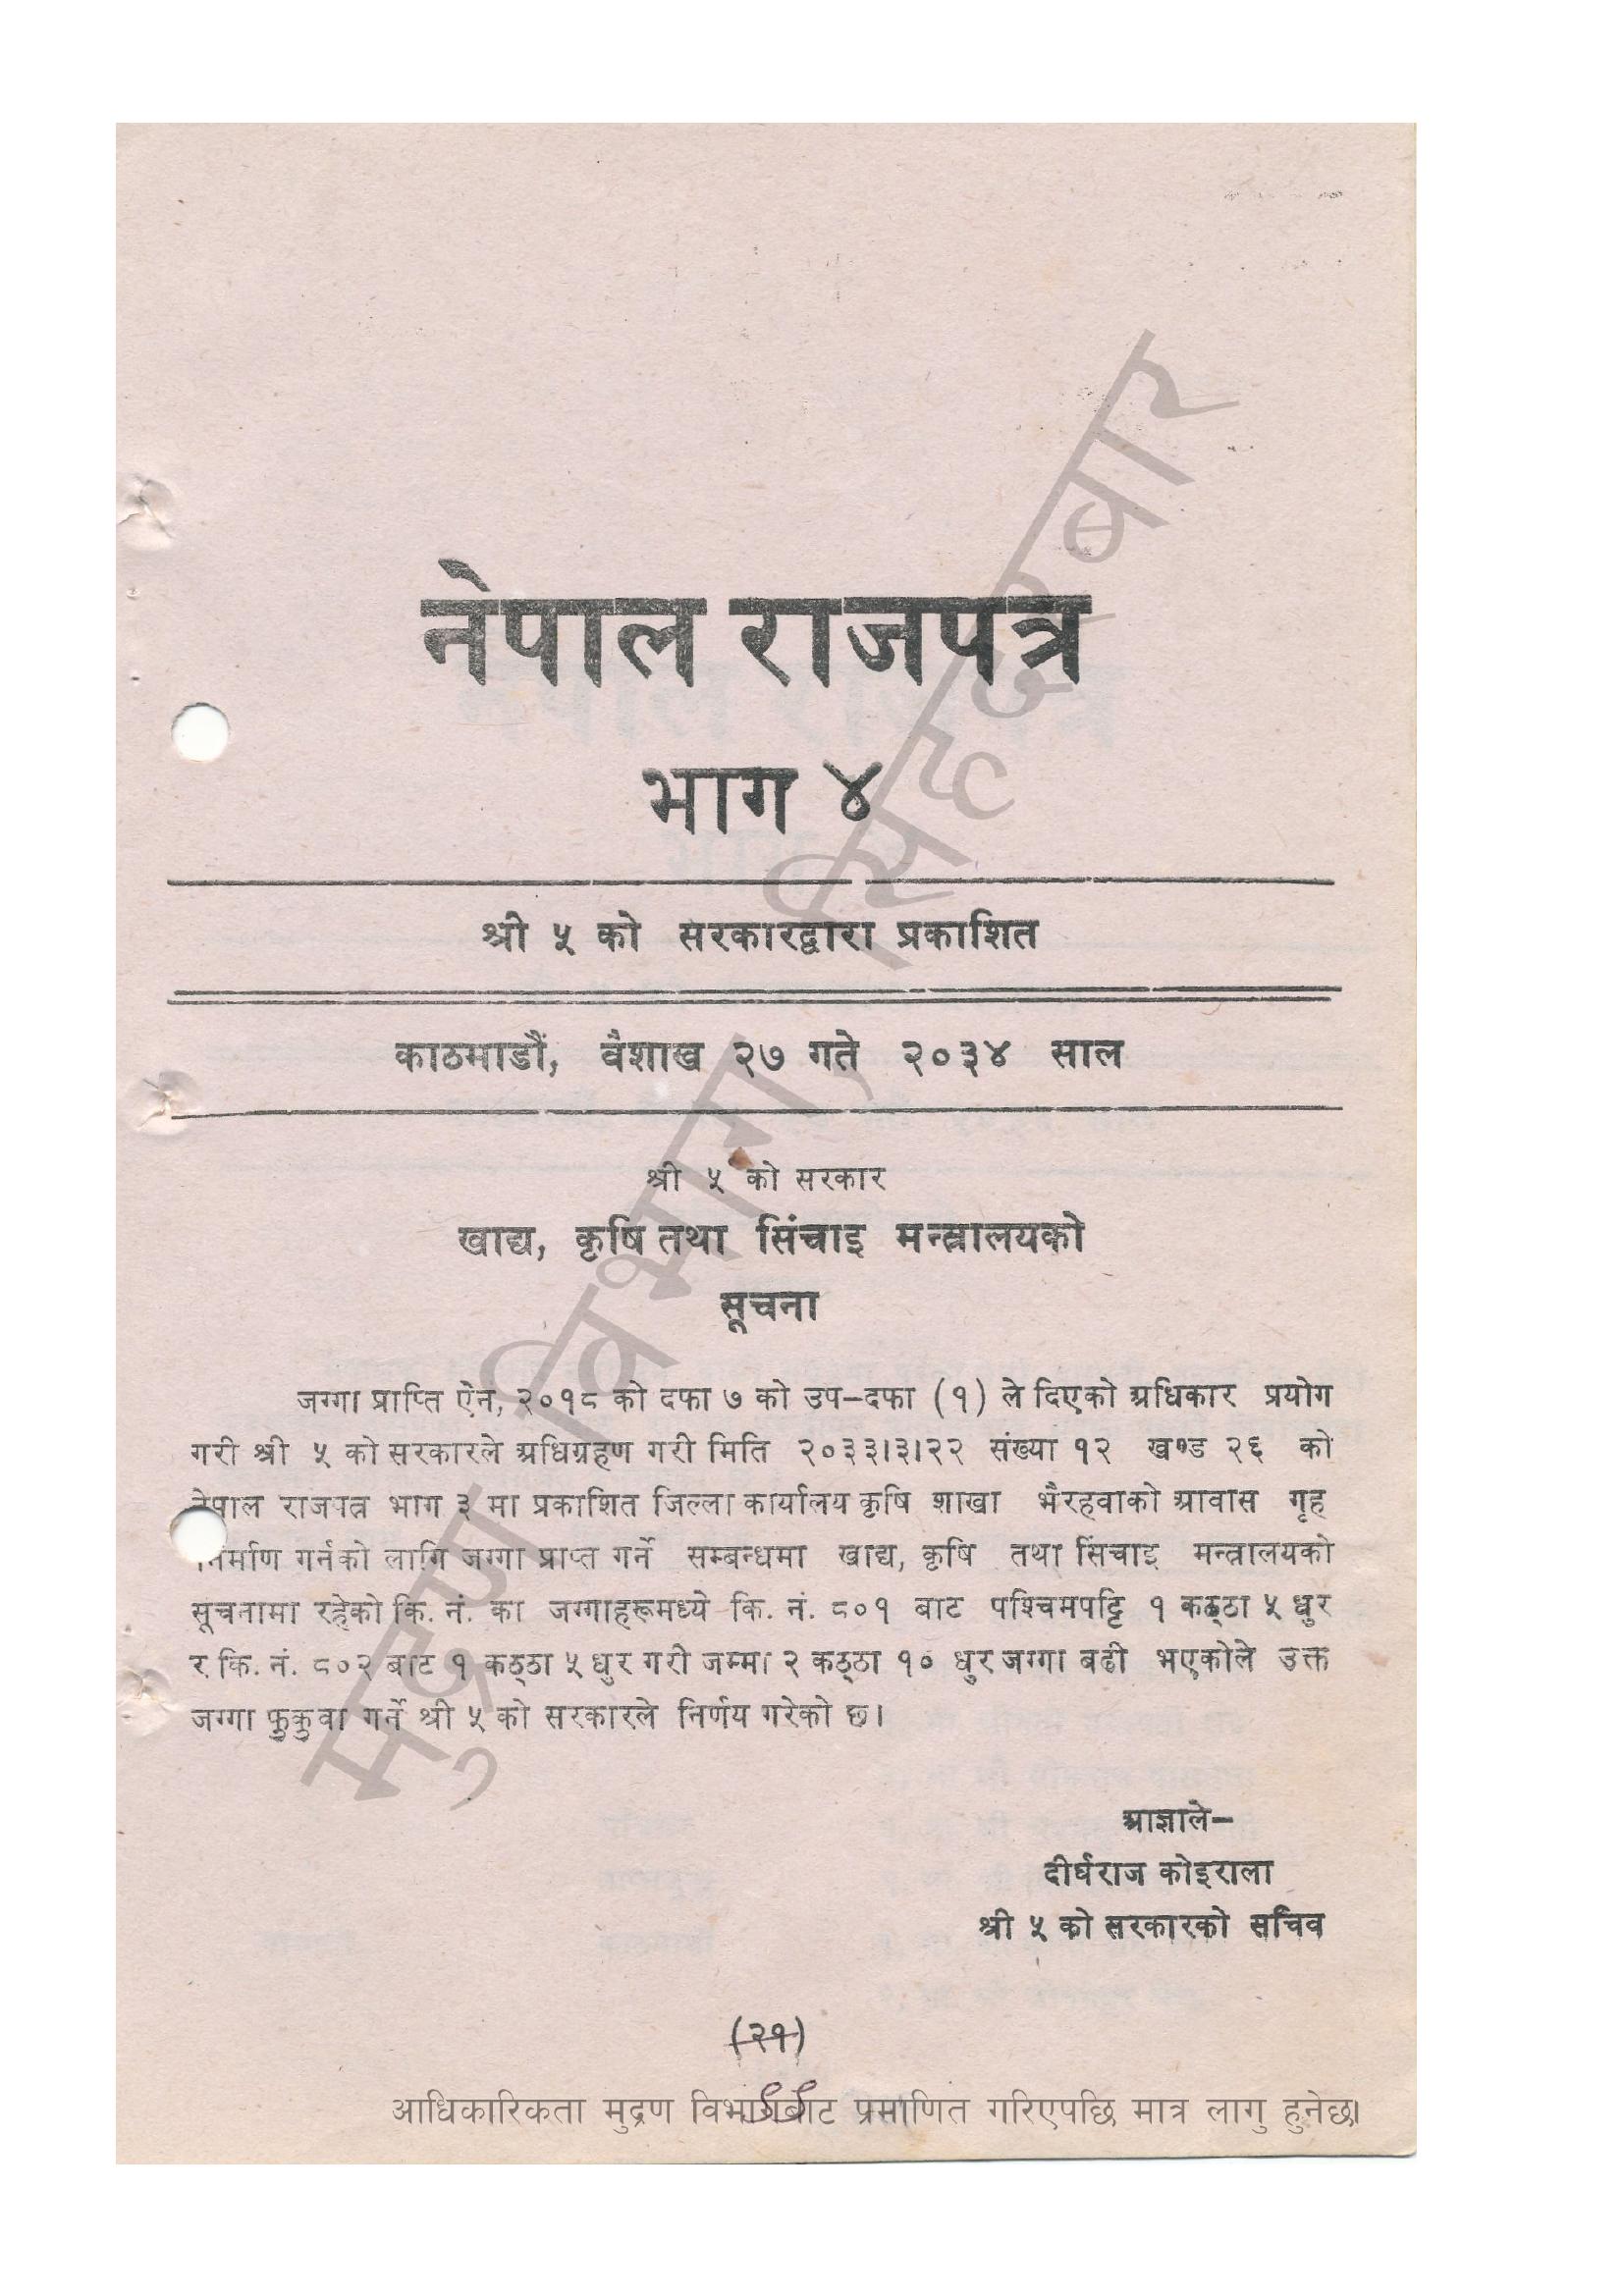 नेपाल राजपत्र
भाग ४
श्री ५ को सरकारद्वारा प्रकाशित
काठमाडौं, वैशाख २७ गते २०३४ साल
श्री ५ को सरकार
खाद्य, कृषि तथा सिंचाइ मन्त्रालयको
सूचना
जग्गा प्राप्ति ऐन, २०१८ को दफा ७ को उप-दफा (१) ले दिएको अधिकार प्रयोग
गरी श्री ५ को सरकारले अधिग्रहण गरी मिति २०३३।३।२२ संख्या १२ खण्ड २६ को
नेपाल राजपत्र भाग ३ मा प्रकाशित जिल्ला कार्यालय कृषि शाखा भैरहवाको आवास गृह
निर्माण गर्नको लागि जग्गा प्राप्त गर्ने सम्बन्धमा खाद्य, कृषि तथा सिंचाइ मन्त्रालयको
सूचनामा रहेको कि. नं. का जग्गाहरूमध्ये कि. नं. ८०१ बाट पश्चिमपट्टि १ कठ्ठा ५ धुर
र कि. नं. ८०२ बाट १ कठ्ठा ५ धुर गरी जम्मा २ कठ्ठा १० धुर जग्गा बढी भएकोले उक्त
जग्गा फुकुवा गर्ने श्री ५ को सरकारले निर्णय गरेको छ।
आज्ञाले-
दीर्घराज कोइराला
श्री ५ को सरकारको सचिव
(२१)
आधिकारिकता मुद्रण विभागबाट प्रमाणित गरिएपछि मात्र लागु हुनेछ।
मुद्रण विभाग, सिंहदरबार